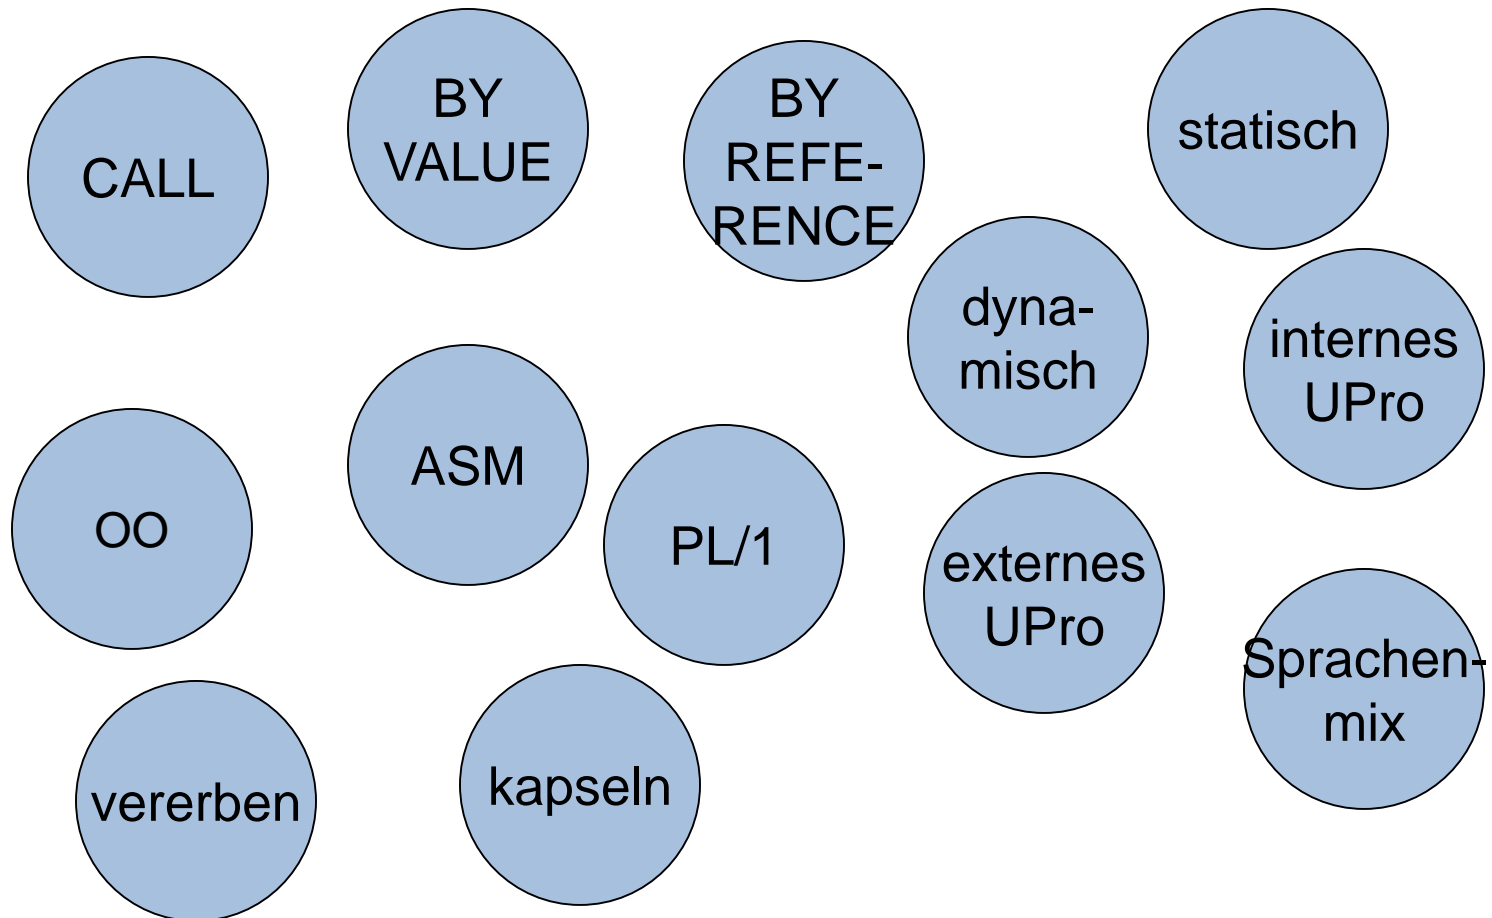 CALL
BY
VALUE
BY
REFE-
RENCE
statisch
dyna-
misch
internes
UPro
OO
ASM
PL/1
externes
UPro
Sprachen-
mix
vererben
kapseln